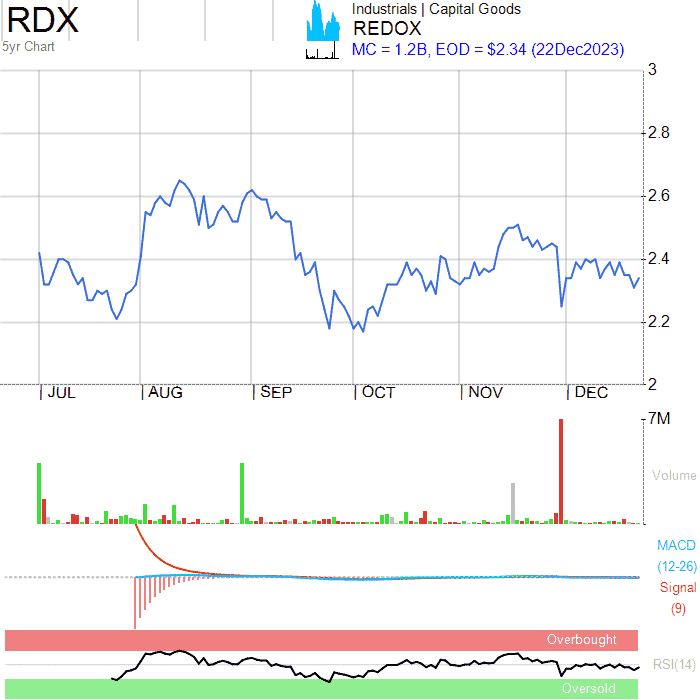 RDX
5yr Chart
Industrials | Capital Goods
REDOX
MC = 1.2B, EOD = $2.34 (22Dec2023)
3
2.8
2.6
2.4
2.2
2
JUL AUG SEP OCT NOV DEC
7M
Volume
MACD
(12-26)
Signal
(9)
Overbought
RSI(14)
Oversold